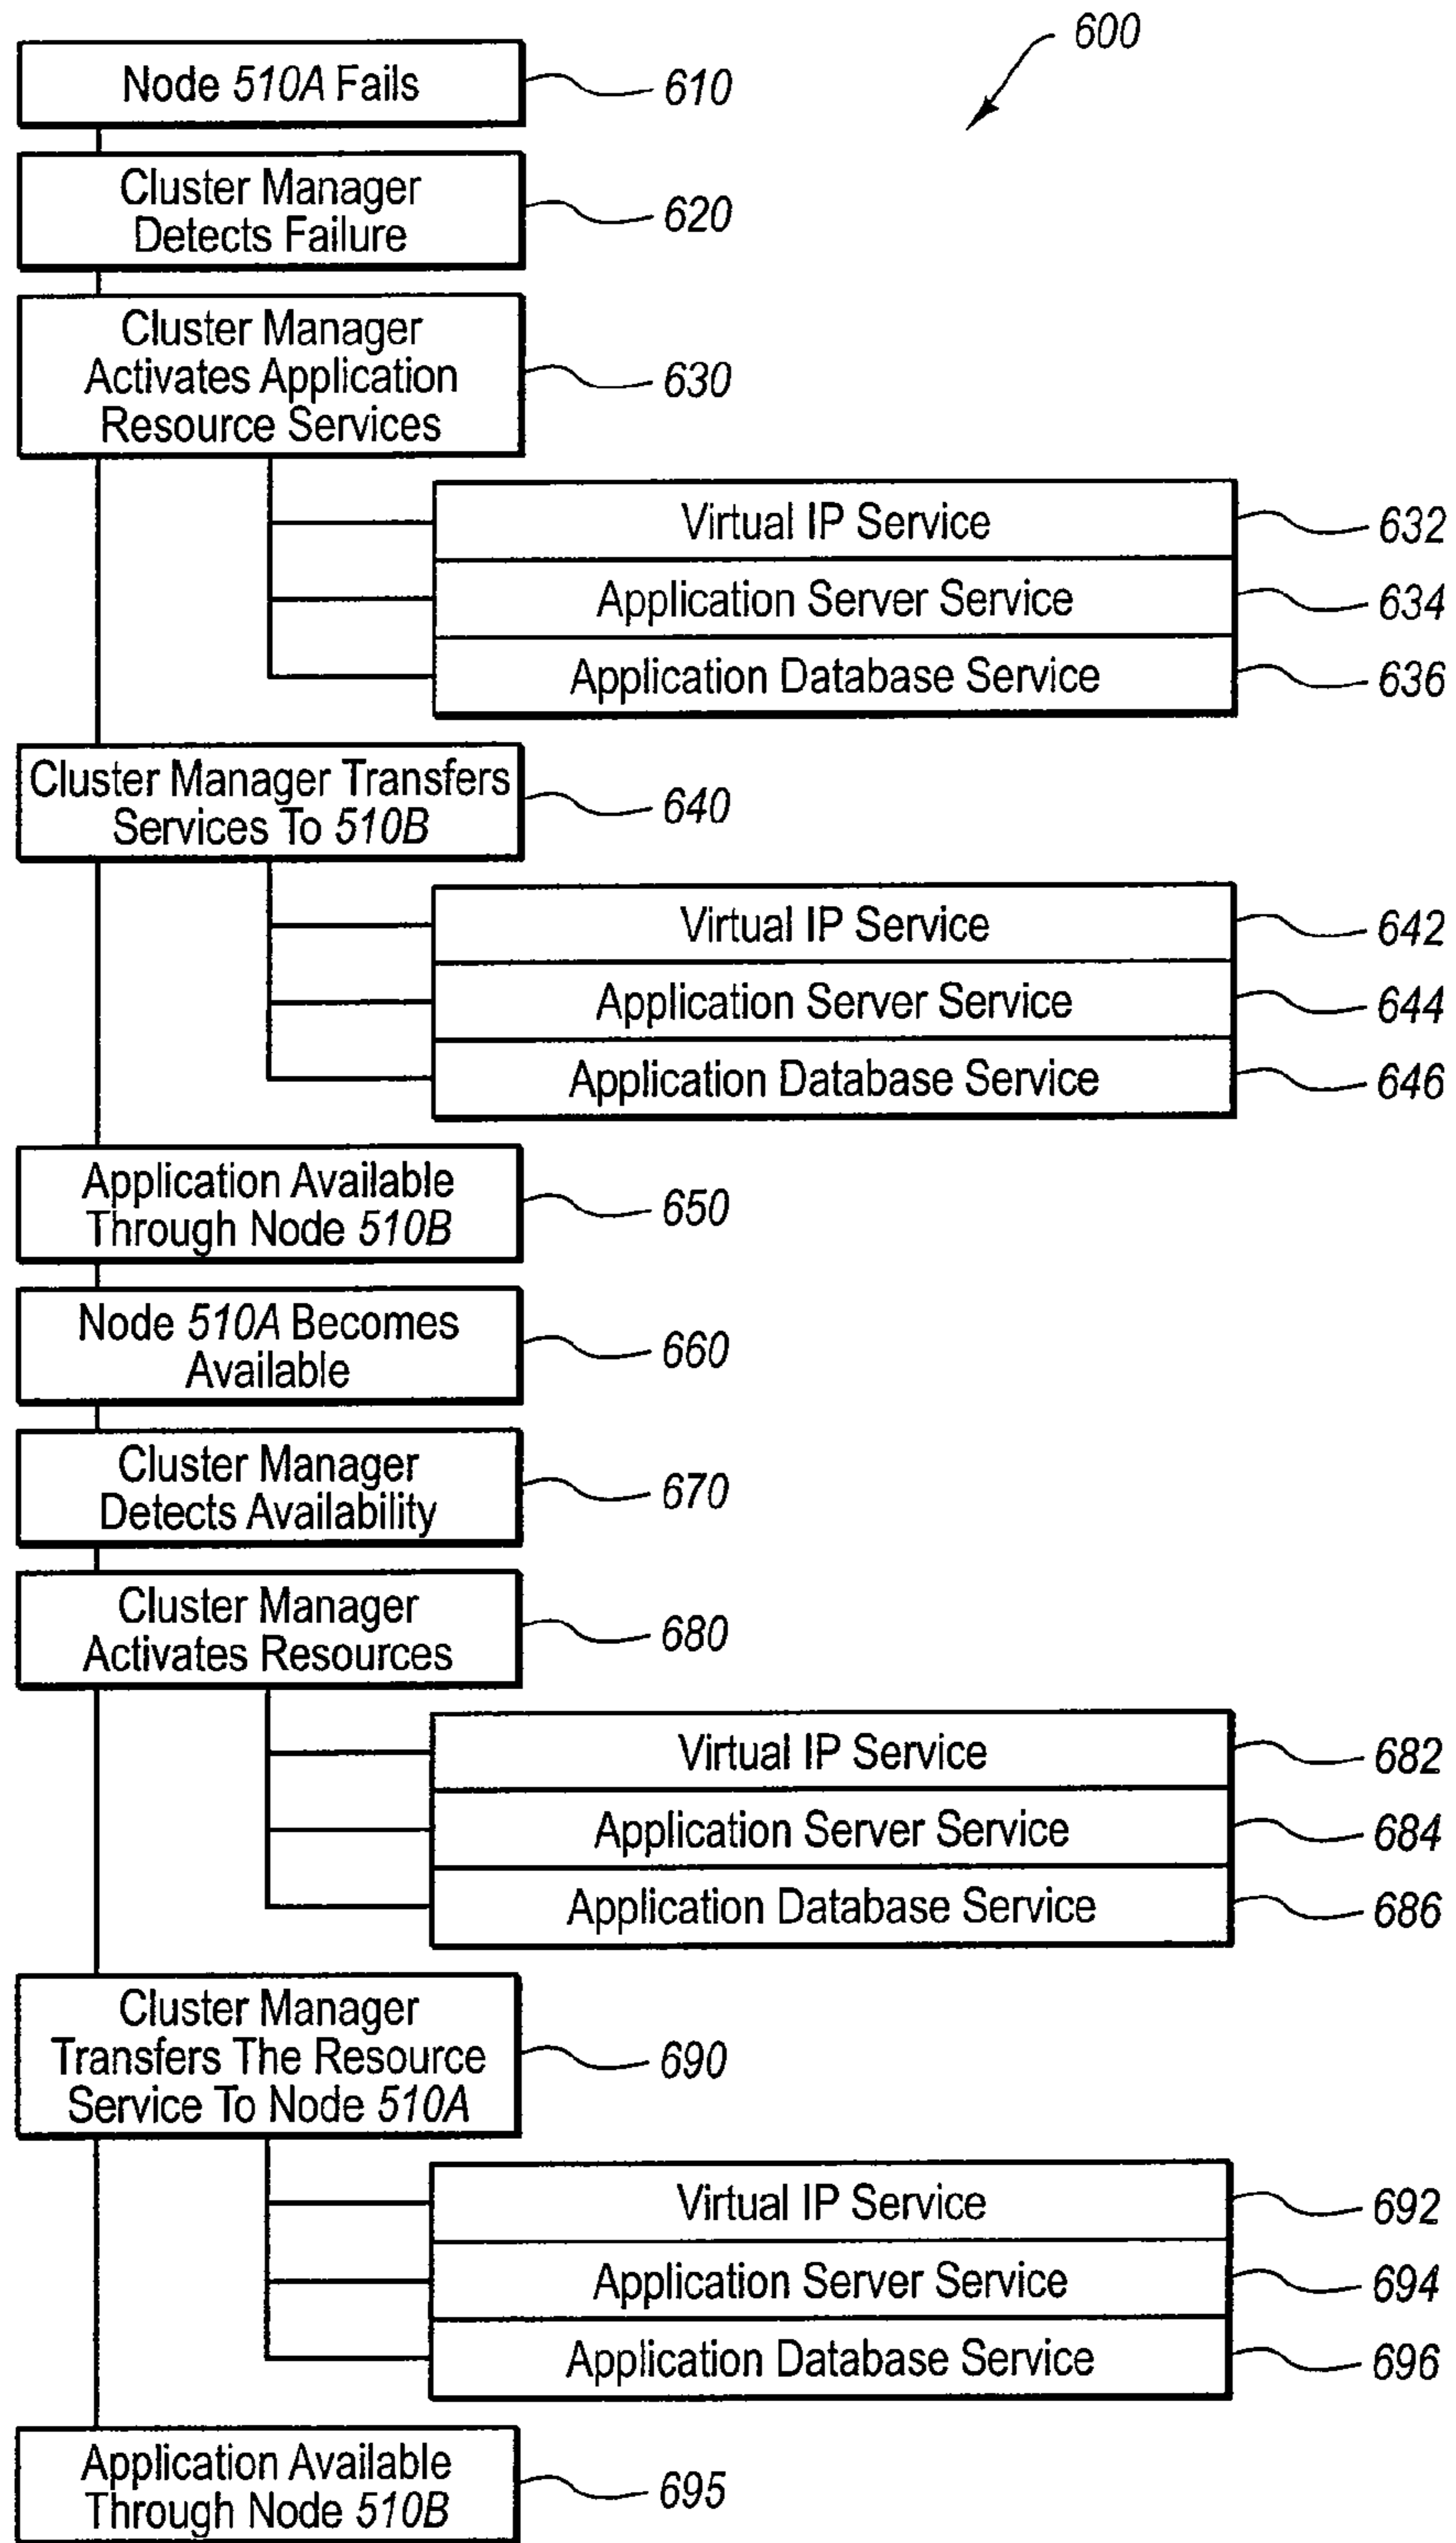 600
Node 510A Fails
610
Cluster Manager
Detects Failure
620
Cluster Manager
Activates Application
Resource Services
630
Virtual IP Service
632
Application Server Service
634
Application Database Service
636
Cluster Manager Transfers
Services To 510B
640
Virtual IP Service
642
Application Server Service
644
Application Database Service
646
Application Available
Through Node 510B
650
Node 510A Becomes
Available
660
Cluster Manager
Detects Availability
670
Cluster Manager
Activates Resources
680
Virtual IP Service
682
Application Server Service
684
Application Database Service
686
Cluster Manager
Transfers The Resource
Service To Node 510A
690
Virtual IP Service
692
Application Server Service
694
Application Database Service
696
Application Available
Through Node 510B
695